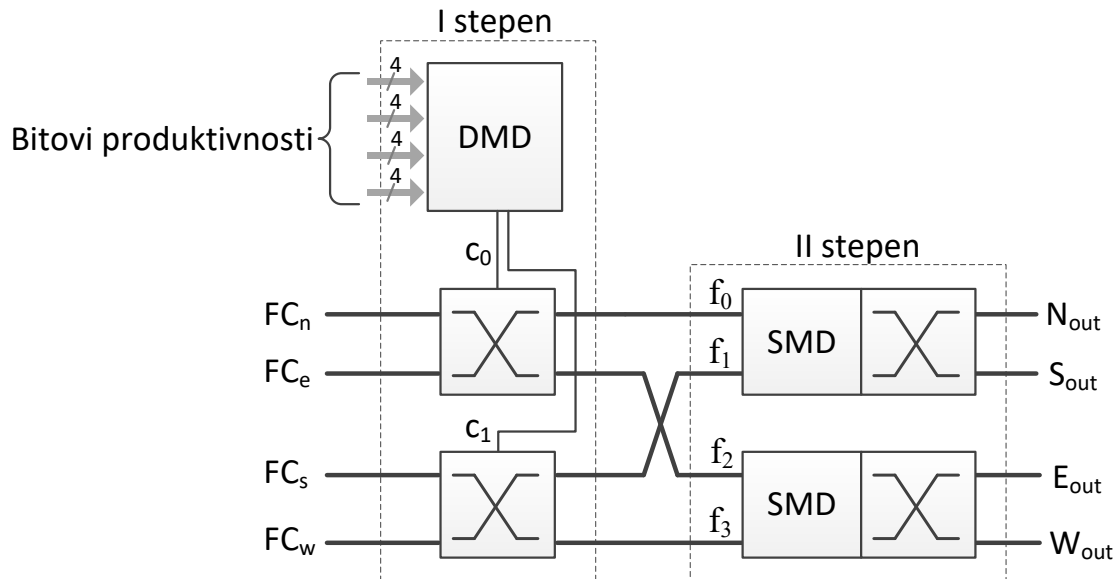 I stepen
4
4
4
4
Bitovi produktivnosti
DMD
c0
II stepen
FCn
f0
SMD
Nout
FCe
f1
Sout
c1
FCs
f2
SMD
Eout
FCw
f3
Wout